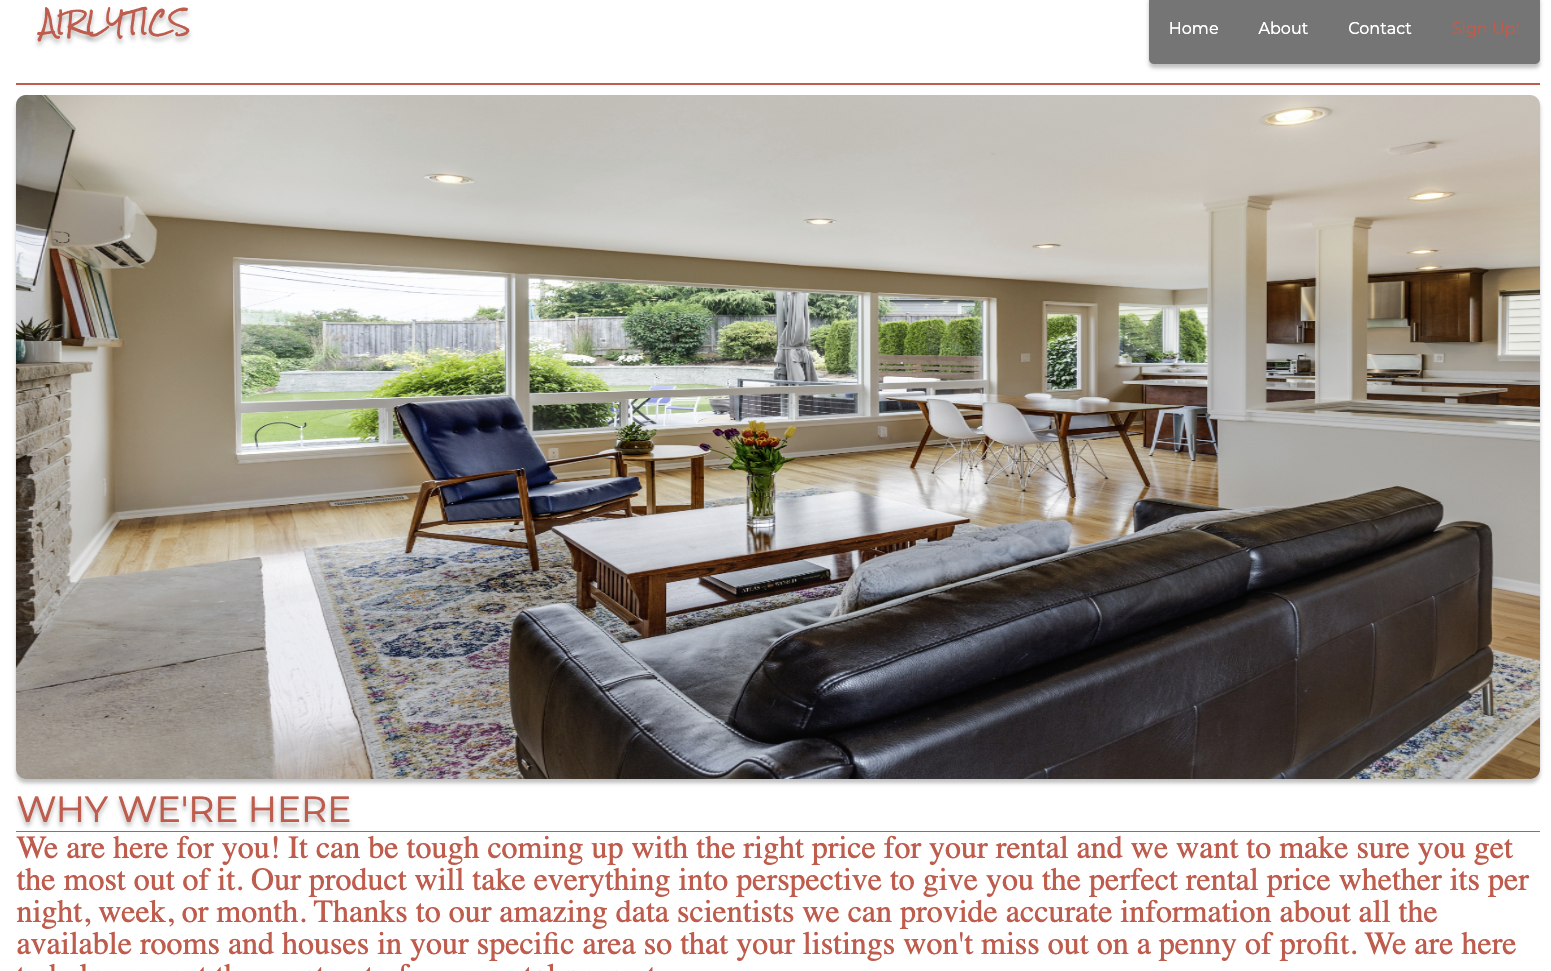 AIRLYTICS
Home About Contact Sign Up!
WHY WE'RE HERE
We are here for you! It can be tough coming up with the right price for your rental and we want to make sure you get
the most out of it. Our product will take everything into perspective to give you the perfect rental price whether its per
night, week, or month. Thanks to our amazing data scientists we can provide accurate information about all the
available rooms and houses in your specific area so that your listings won't miss out on a penny of profit. We are here